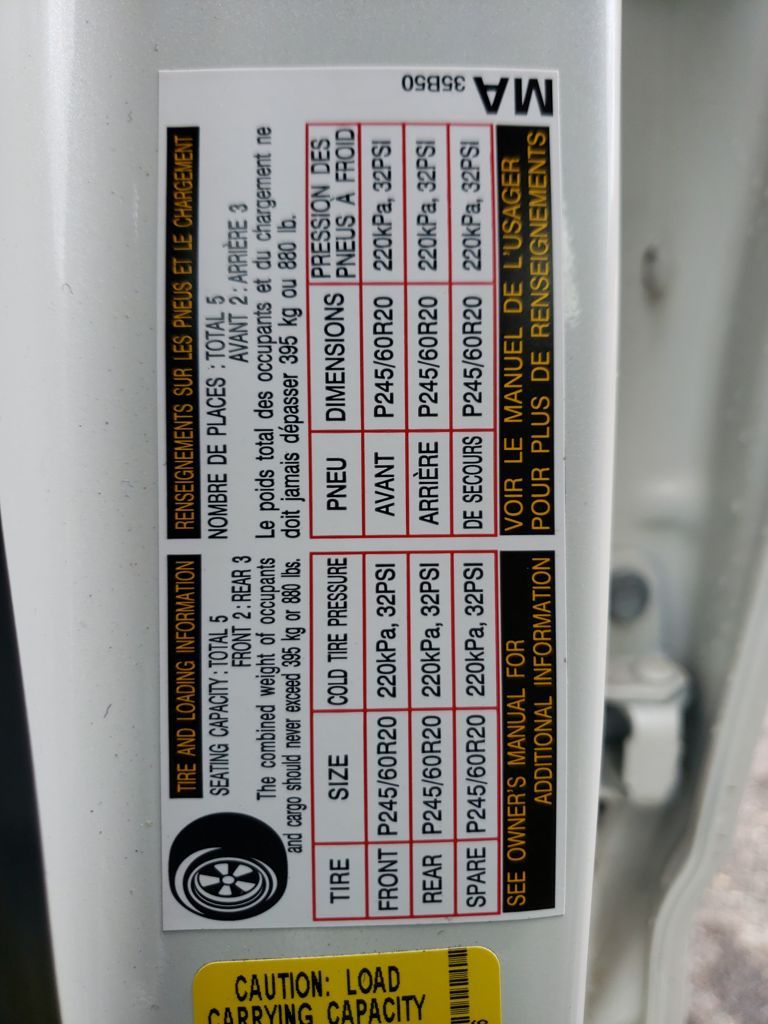 TIRE AND LOADING INFORMATION
SEATING CAPACITY: TOTAL 5
FRONT 2: REAR 3
The combined weight of occupants
and cargo should never exceed 395 kg or 880 lbs.
TIRE SIZE COLD TIRE PRESSURE
FRONT P245/60R20 220kPa, 32PSI
REAR P245/60R20 220kPa, 32PSI
SPARE P245/60R20 220kPa, 32PSI
SEE OWNER'S MANUAL FOR
ADDITIONAL INFORMATION
RENSEIGNEMENTS SUR LES PNEUS ET LE CHARGEMENT
NOMBRE DE PLACES : TOTAL 5
AVANT 2 : ARRIÈRE 3
Le poids total des occupants et du chargement ne
doit jamais dépasser 395 kg ou 880 lb.
PNEU DIMENSIONS PRESSION DES
PNEUS À FROID
AVANT P245/60R20 220kPa, 32PSI
ARRIÈRE P245/60R20 220kPa, 32PSI
DE SECOURS P245/60R20 220kPa, 32PSI
VOIR LE MANUEL DE L'USAGER
POUR PLUS DE RENSEIGNEMENTS
35B50
MA
CAUTION: LOAD
CARRYING CAPACITY